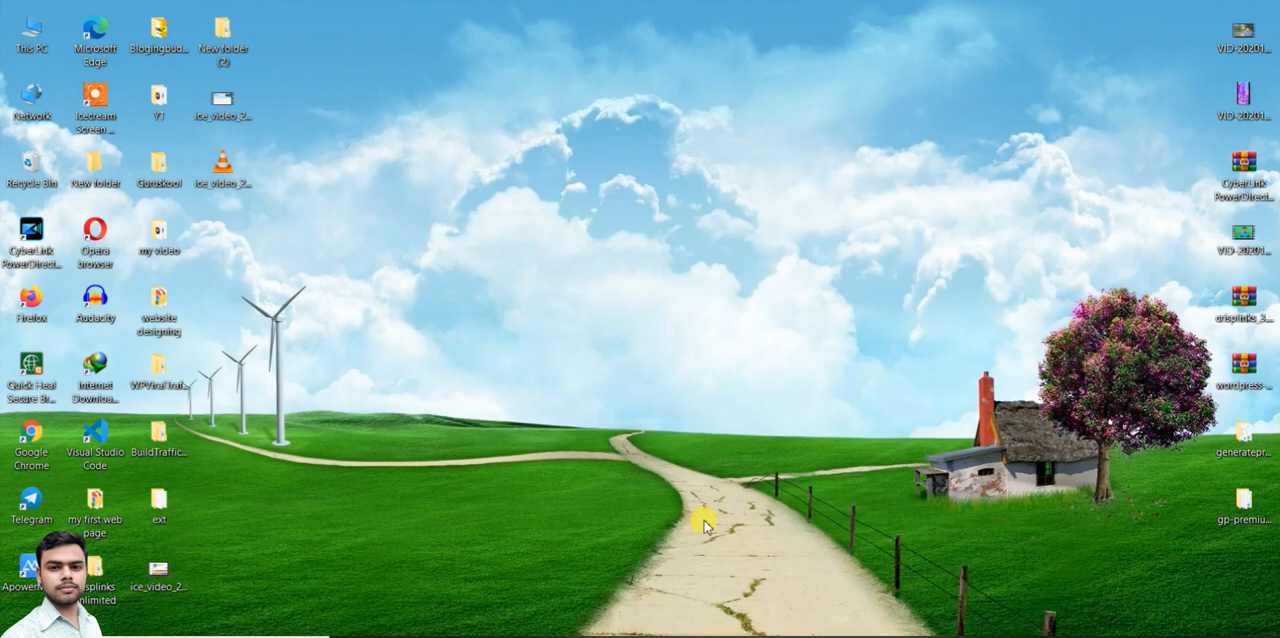 This PC
Microsoft
Edge
Blogingbud...
New folder
(2)
Network
Icecream
Screen ...
YT
ice_video_2...
Recycle Bin
New folder
Guruskool
ice_video_2...
CyberLink
PowerDirect...
Opera
browser
my video
Firefox
Audacity
website
designing
Quick Heal
Secure Br...
Internet
Downloa...
WPViralTraf...
Google
Chrome
Visual Studio
Code
BuildTraffic...
Telegram
my first web
page
ext
ice_video_2...
VID-20201...
VID-20201...
CyberLink
PowerDirect...
VID-20201...
crisplinks_3...
wordpress-...
generatepr...
gp-premiu...